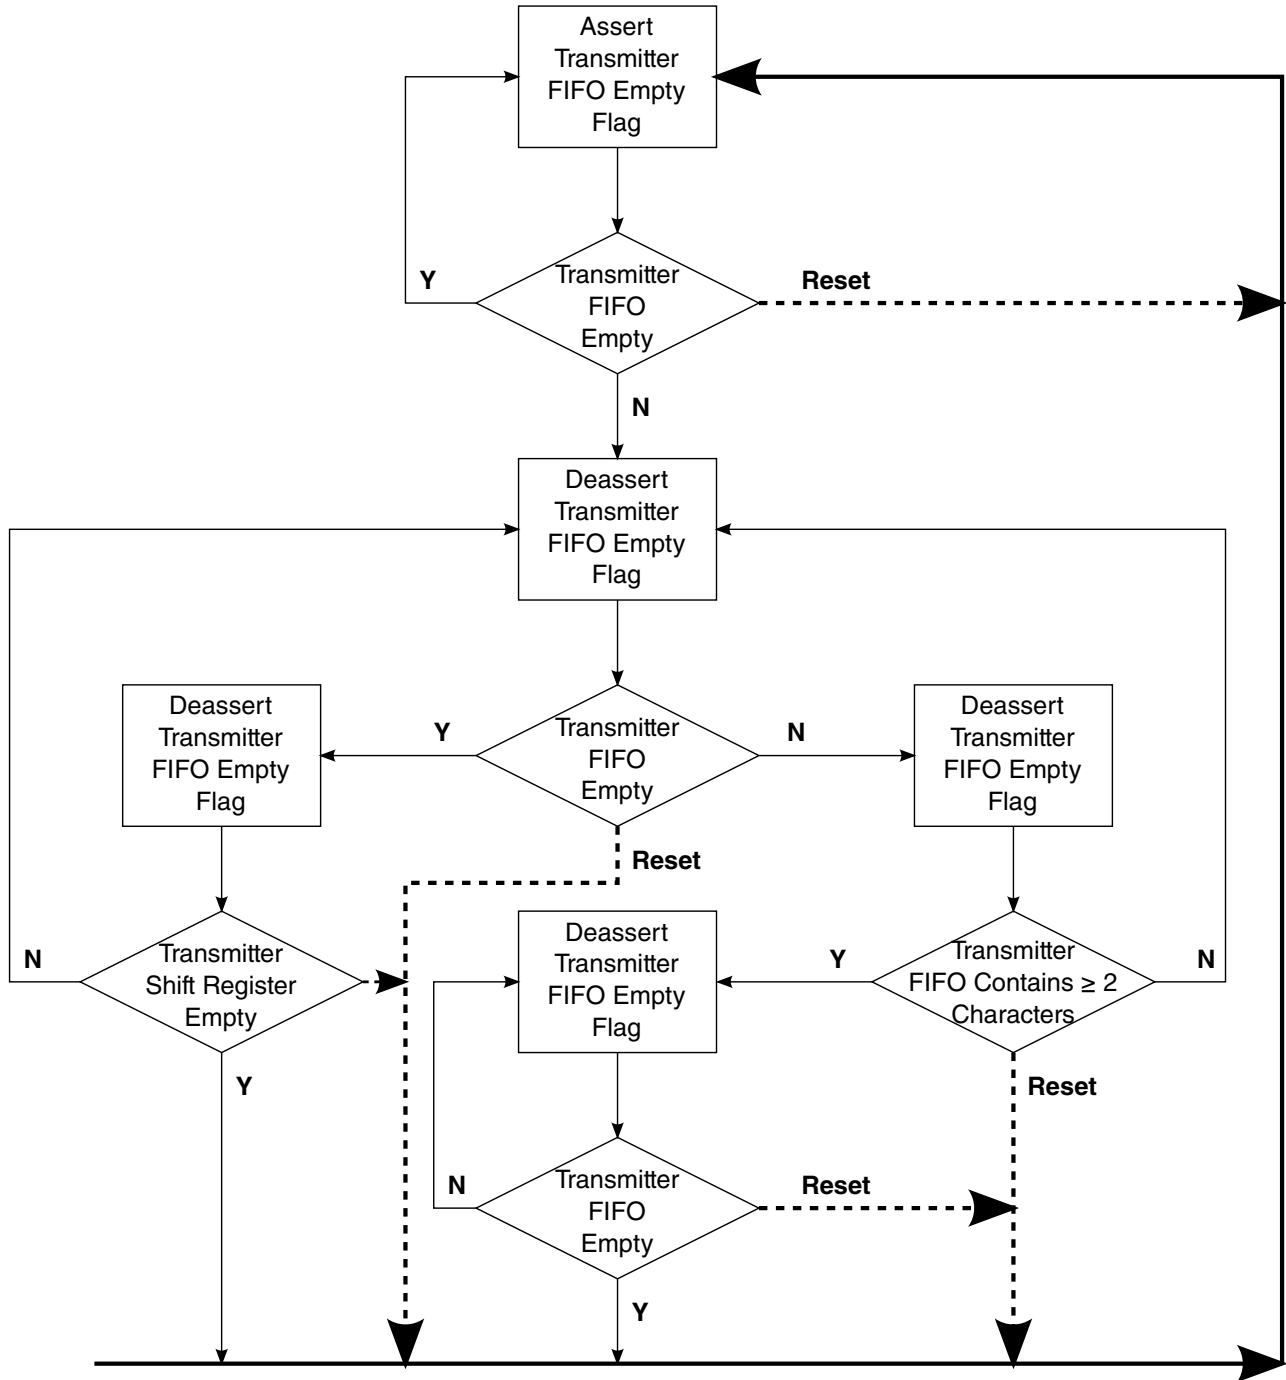 Assert
Transmitter
FIFO Empty
Flag
Y
Transmitter
FIFO
Empty
Reset
N
Deassert
Transmitter
FIFO Empty
Flag
Deassert
Transmitter
FIFO Empty
Flag
Y
Transmitter
FIFO
Empty
N
Deassert
Transmitter
FIFO Empty
Flag
Reset
N
Transmitter
Shift Register
Empty
Y
Deassert
Transmitter
FIFO Empty
Flag
Y
Transmitter
FIFO Contains ≥ 2
Characters
N
Reset
N
Transmitter
FIFO
Empty
Reset
Y